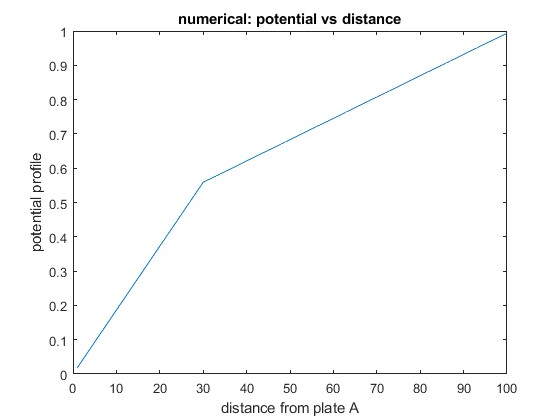 numerical: potential vs distance
1
0.9
0.8
0.7
0.6
0.5
0.4
0.3
0.2
0.1
0
potential profile
0 10 20 30 40 50 60 70 80 90 100
distance from plate A